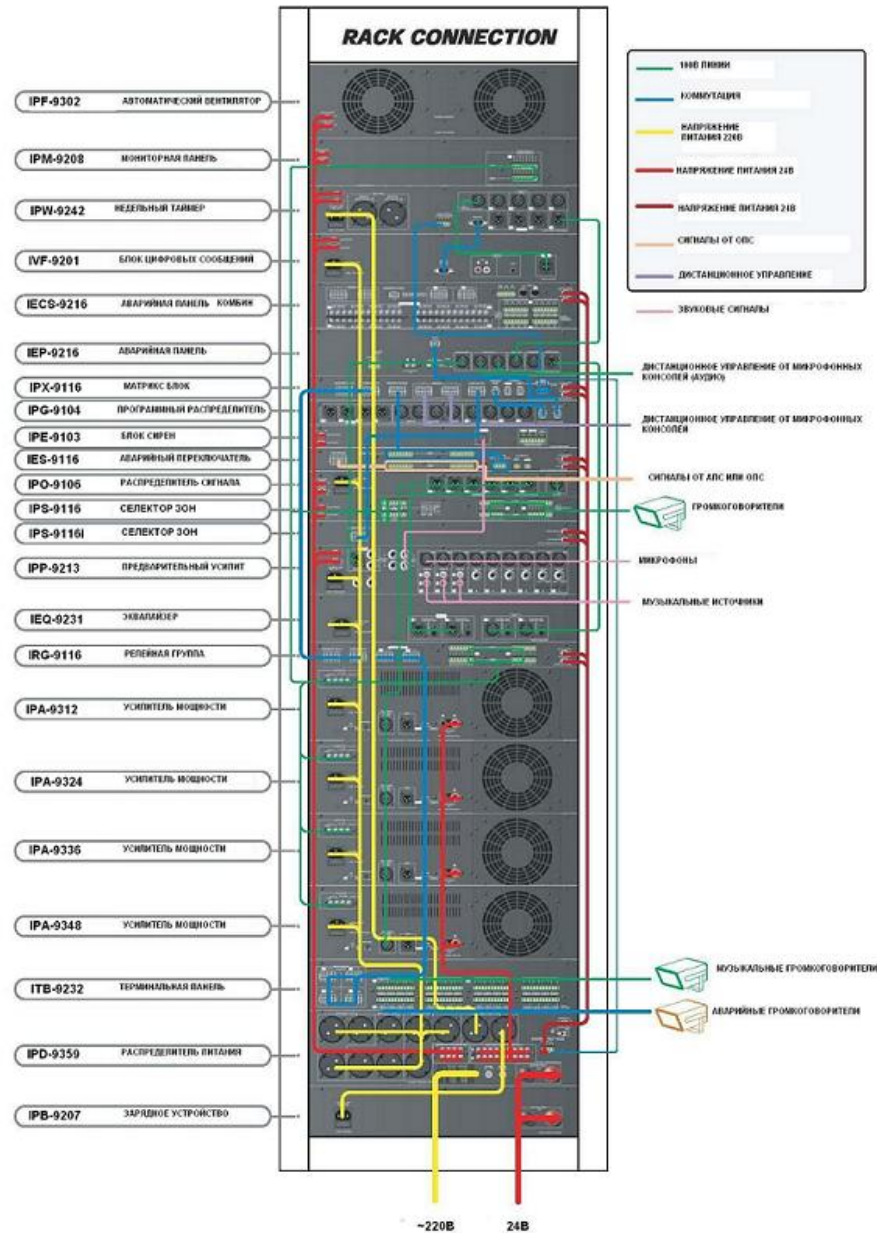 RACK CONNECTION
IPF-9302 АВТОМАТИЧЕСКИЙ ВЕНТИЛЯТОР
IPM-9208 МОНИТОРНАЯ ПАНЕЛЬ
IPW-9242 НЕДЕЛЬНЫЙ ТАЙМЕР
IVF-9201 БЛОК ЦИФРОВЫХ СООБЩЕНИЙ
IECS-9216 АВАРИЙНАЯ ПАНЕЛЬ КОМБИН
IEP-9216 АВАРИЙНАЯ ПАНЕЛЬ
IPX-9116 МАТРИКС БЛОК
IPG-9104 ПРОГРАММНЫЙ РАСПРЕДЕЛИТЕЛЬ
IPE-9103 БЛОК СИРЕН
IES-9116 АВАРИЙНЫЙ ПЕРЕКЛЮЧАТЕЛЬ
IPO-9106 РАСПРЕДЕЛИТЕЛЬ СИГНАЛА
IPS-9116 СЕЛЕКТОР ЗОН
IPS-9116I СЕЛЕКТОР ЗОН
IPP-9213 ПРЕДВАРИТЕЛЬНЫЙ УСИЛИТ
IEQ-9231 ЭКВАЛАЙЗЕР
IRG-9116 РЕЛЕЙНАЯ ГРУППА
IPA-9312 УСИЛИТЕЛЬ МОЩНОСТИ
IPA-9324 УСИЛИТЕЛЬ МОЩНОСТИ
IPA-9336 УСИЛИТЕЛЬ МОЩНОСТИ
IPA-9348 УСИЛИТЕЛЬ МОЩНОСТИ
ITB-9232 ТЕРМИНАЛЬНАЯ ПАНЕЛЬ
IPD-9359 РАСПРЕДЕЛИТЕЛЬ ПИТАНИЯ
IPB-9207 ЗАРЯДНОЕ УСТРОЙСТВО
100В ЛИНИИ
КОММУТАЦИЯ
НАПРЯЖЕНИЕ
ПИТАНИЯ 220В
НАПРЯЖЕНИЕ ПИТАНИЯ 24В
НАПРЯЖЕНИЕ ПИТАНИЯ 24В
СИГНАЛЫ ОТ ОПС
ДИСТАНЦИОННОЕ УПРАВЛЕНИЕ
ЗВУКОВЫЕ СИГНАЛЫ
ДИСТАНЦИОННОЕ УПРАВЛЕНИЕ ОТ МИКРОФОННЫХ
КОНСОЛЕЙ (АУДИО)
ДИСТАНЦИОННОЕ УПРАВЛЕНИЕ ОТ МИКРОФОННЫХ
КОНСОЛЕЙ
СИГНАЛЫ ОТ АПС ИЛИ ОПС
ГРОМКОГОВОРИТЕЛИ
МИКРОФОНЫ
МУЗЫКАЛЬНЫЕ ИСТОЧНИКИ
МУЗЫКАЛЬНЫЕ ГРОМКОГОВОРИТЕЛИ
АВАРИЙНЫЕ ГРОМКОГОВОРИТЕЛИ
~220В 24В